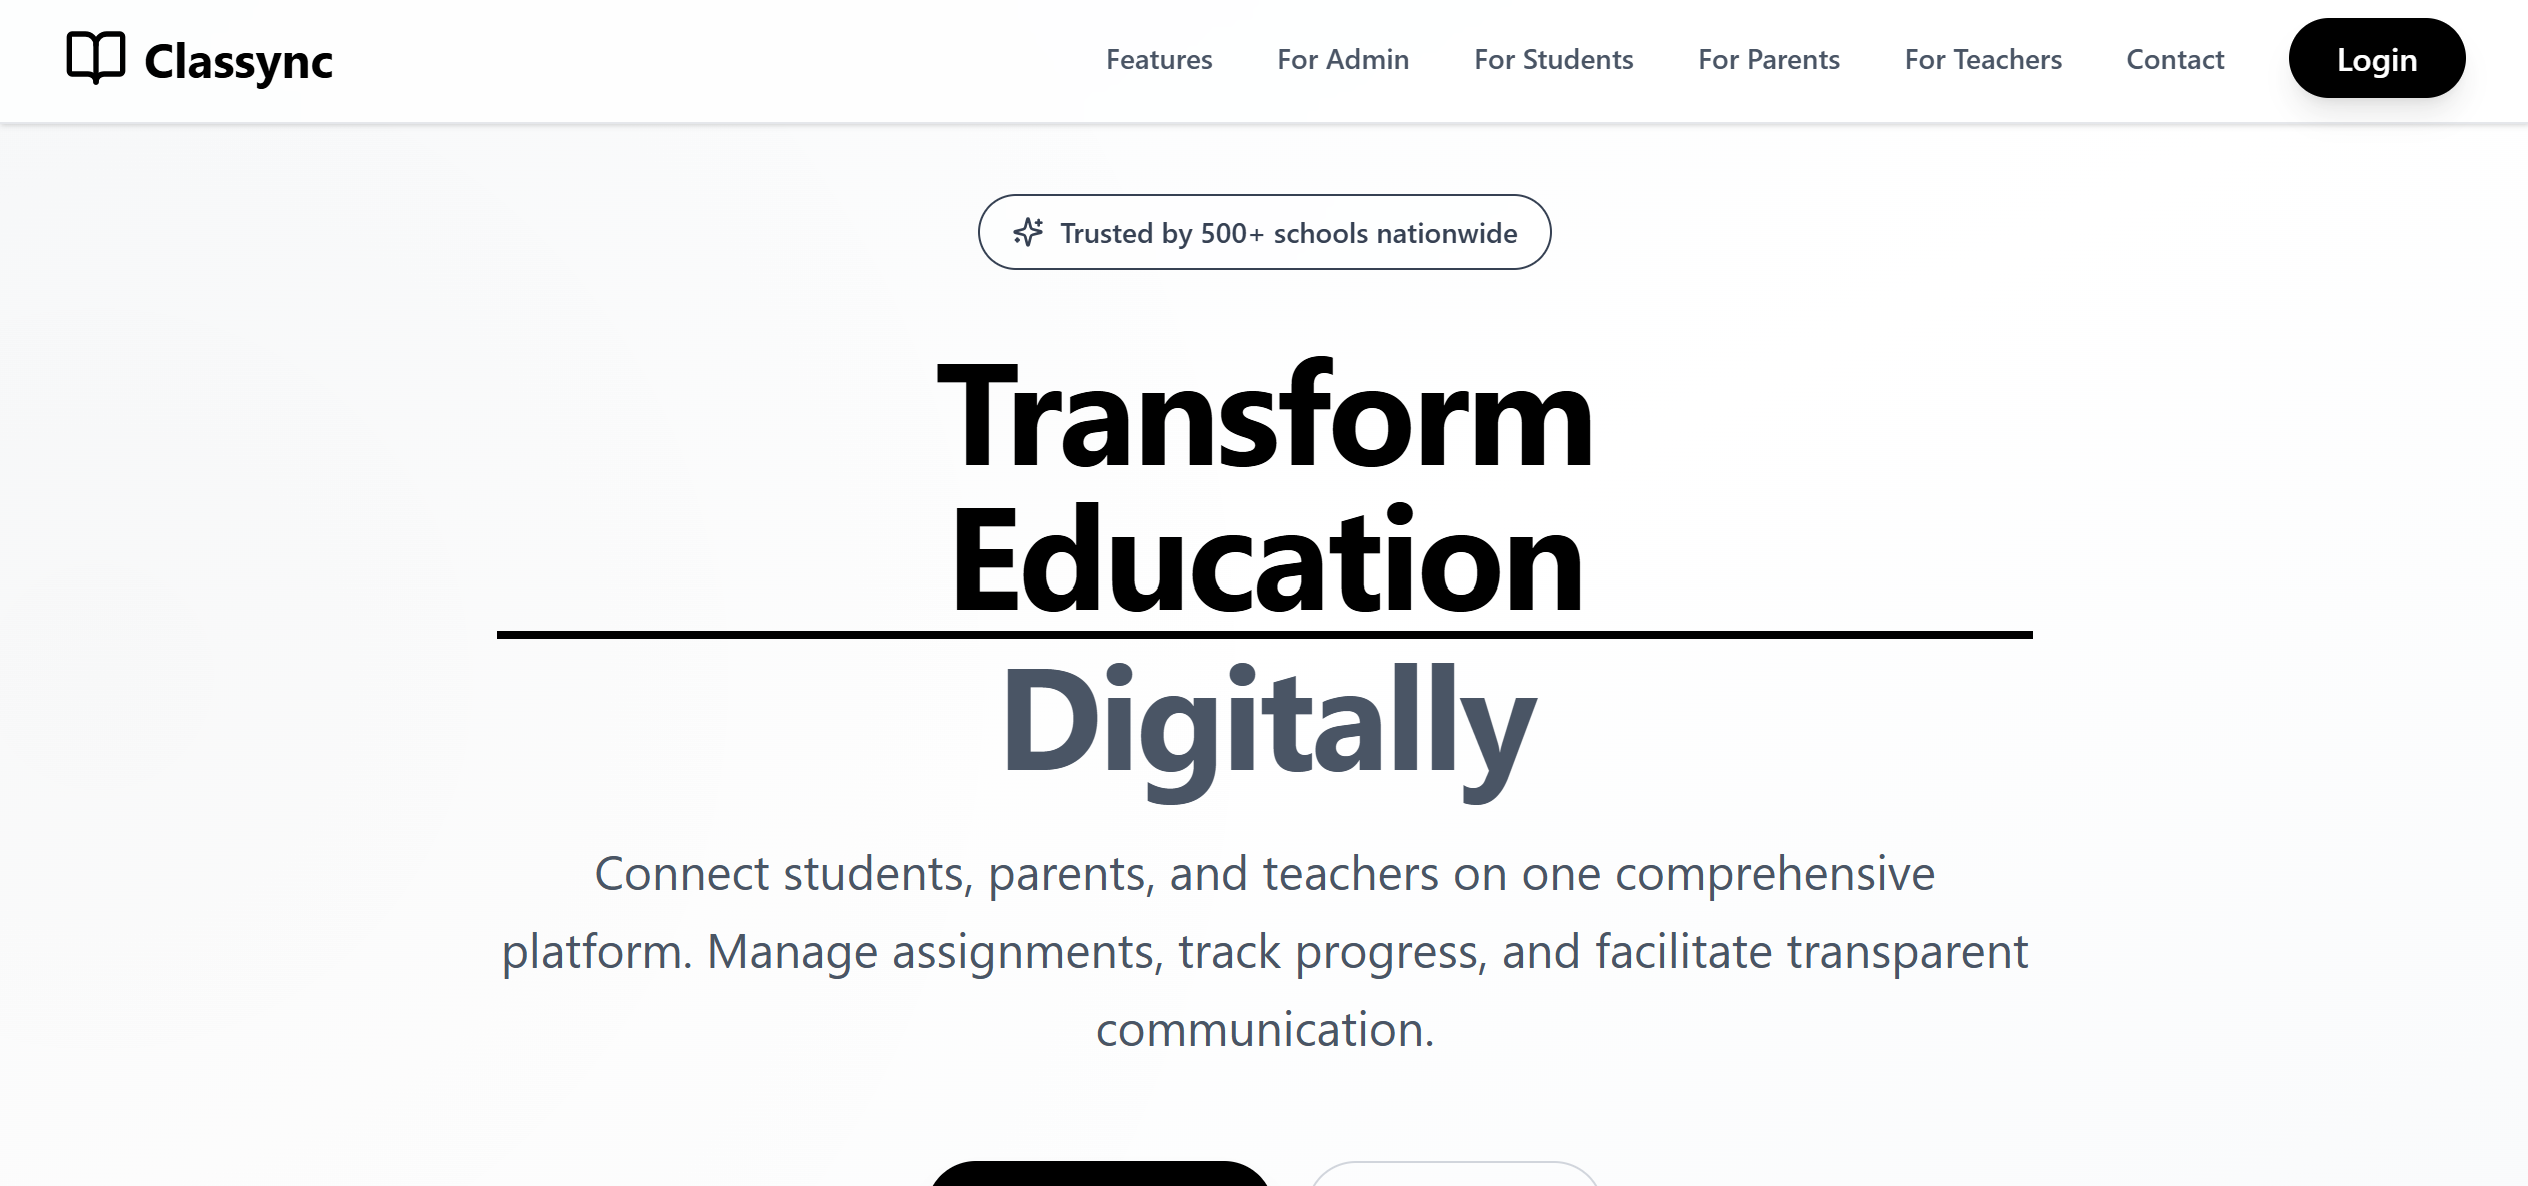 Classync
Features
For Admin
For Students
For Parents
For Teachers
Contact
Login
Trusted by 500+ schools nationwide
Transform
Education
Digitally
Connect students, parents, and teachers on one comprehensive
platform. Manage assignments, track progress, and facilitate transparent
communication.